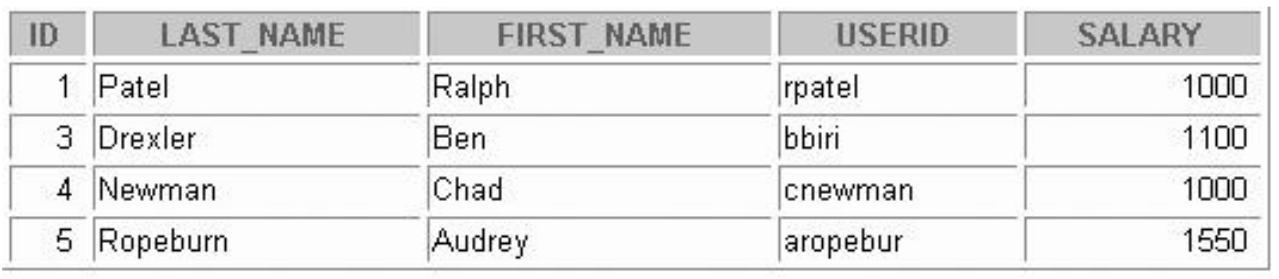 ID LAST_NAME FIRST_NAME USERID SALARY
1 Patel Ralph rpatel 1000
3 Drexler Ben bbiri 1100
4 Newman Chad cnewman 1000
5 Ropeburn Audrey aropebur 1550